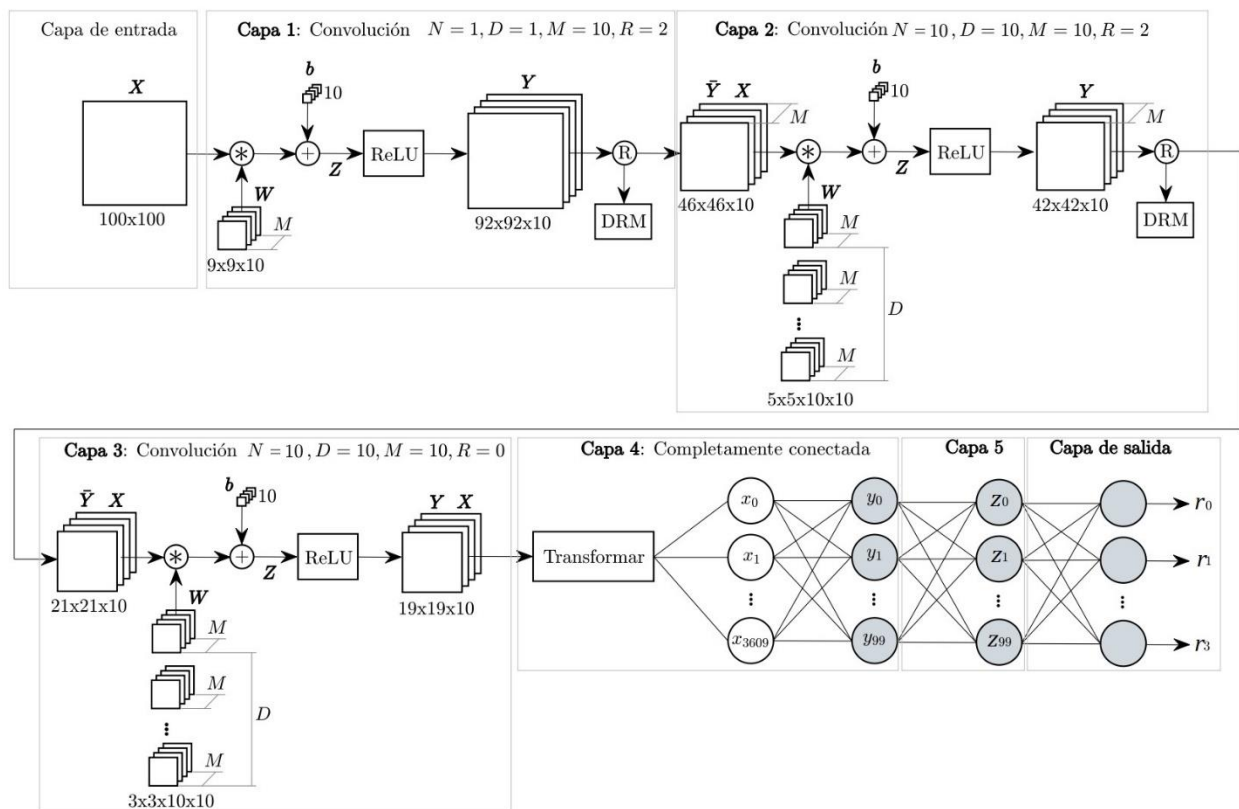 Capa de entrada
X
100x100
Capa 1: Convolución N = 1, D = 1, M = 10, R = 2
b
10
*
+
Z
ReLU
Y
R
W
M
9x9x10
92x92x10
DRM
Capa 2: Convolución N = 10, D = 10, M = 10, R = 2
Ȳ X
M
b
10
*
+
Z
ReLU
Y
M
R
46x46x10
W
M
42x42x10
DRM
M
D
M
5x5x10x10
Capa 3: Convolución N = 10, D = 10, M = 10, R = 0
Ȳ X
b
10
*
+
Z
ReLU
Y X
21x21x10
W
M
19x19x10
M
D
M
3x3x10x10
Capa 4: Completamente conectada
Transformar
x0
x1
x3609
y0
y1
y99
Capa 5
z0
z1
z99
Capa de salida
r0
r1
r3